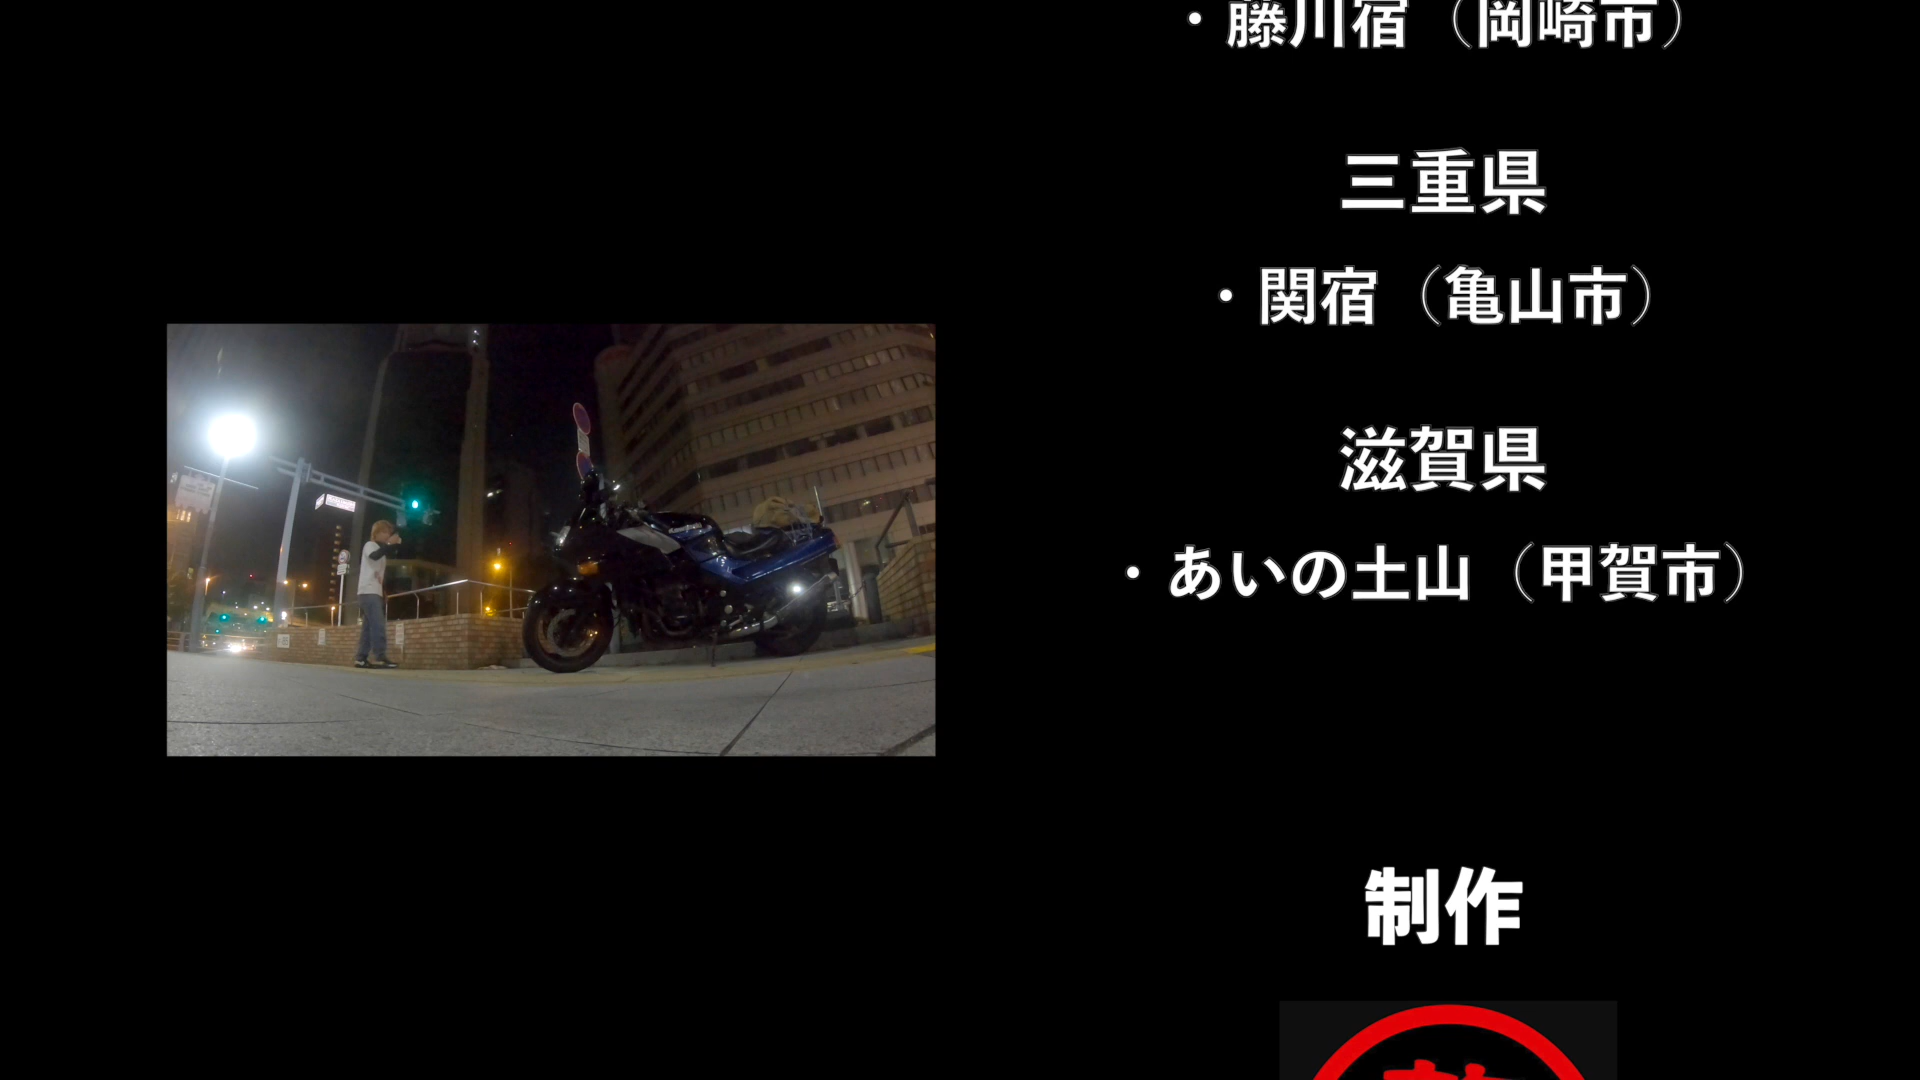 ・藤川宿（岡崎市）
三重県
・関宿（亀山市）
滋賀県
・あいの土山（甲賀市）
制作